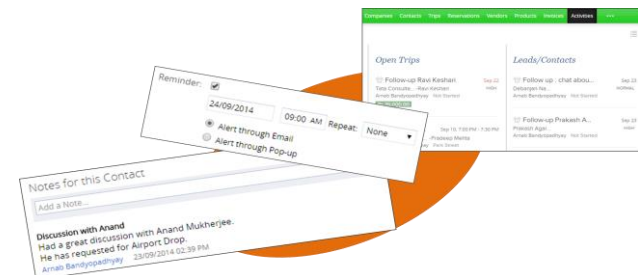 Companies Contacts Trips Reservations Vendors Products Invoices Activities
Open Trips
Leads/Contacts
Follow-up Ravi Keshari. Sep 22
Tata Consulta... -Ravi Keshari HIGH
Arnab Bandyopadhyay Not Started
Follow up : chat abou... Sep 23
Debanjan Na... NORMAL
Arnab Bandyopadhyay Not Started
Sep 19, 7:00 PM - 7:30 PM
-Pradeep Mehta
Follow-up Prakash A... Sep 23
Prakash Agar.
Arnab Bandyopadhyay Not Started
Reminder:
24/09/2014 09:00 AM Repeat: None
Alert through Email
Alert through Pop-up
Notes for this Contact
Add a Note...
Discussion with Anand
Had a great discussion with Anand Mukherjee.
He has requested for Airport Drop.
Arnab Bandyopadhyay 23/09/2014 02:39 PM